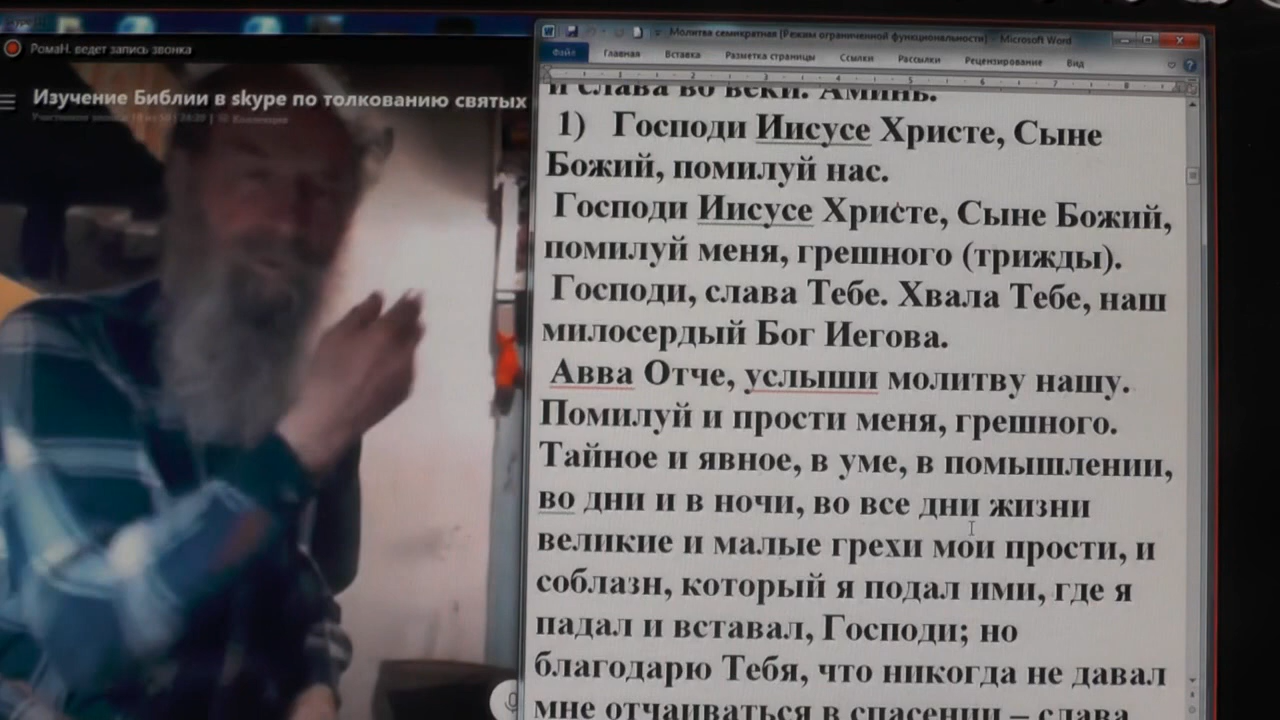 РомаН. ведет запись звонка
Изучение Библии в skype по толкованию святых
Молитва семикратная [Режим ограниченной функциональности] - Microsoft Word
Файл Главная Вставка Разметка страницы Ссылки Рассылки Рецензирование Вид
и слава во веки. Аминь.
1) Господи Иисусе Христе, Сыне
Божий, помилуй нас.
Господи Иисусе Христе, Сыне Божий,
помилуй меня, грешного (трижды).
Господи, слава Тебе. Хвала Тебе, наш
милосердый Бог Иегова.
Авва Отче, услыши молитву нашу.
Помилуй и прости меня, грешного.
Тайное и явное, в уме, в помышлении,
во дни и в ночи, во все дни жизни
великие и малые грехи мои прости, и
соблазн, который я подал ими, где я
падал и вставал, Господи; но
благодарю Тебя, что никогда не давал
мне отчаиваться в спасении – слава